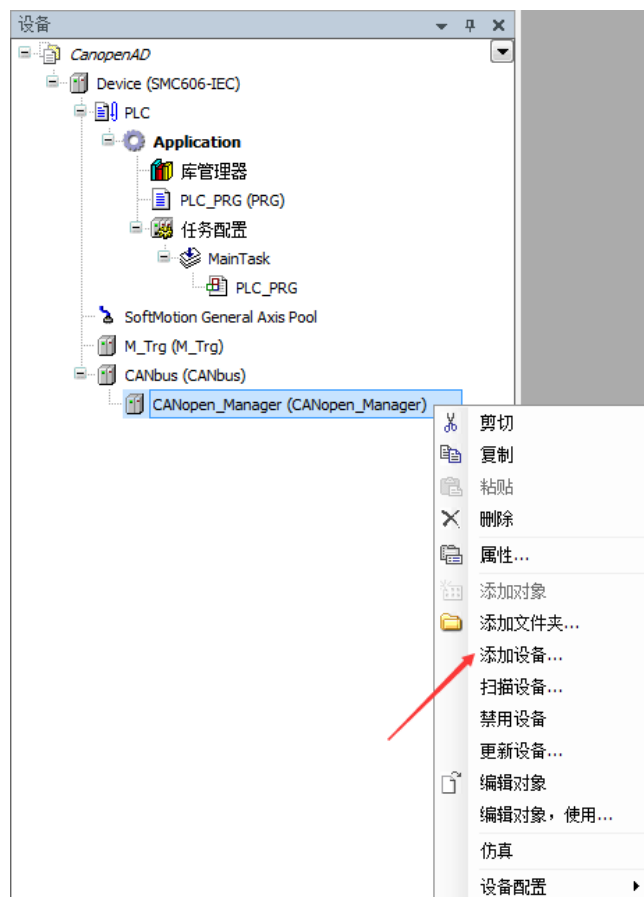 设备
CanopenAD
Device (SMC606-IEC)
PLC
Application
库管理器
PLC_PRG (PRG)
任务配置
MainTask
PLC_PRG
SoftMotion General Axis Pool
M_Trg (M_Trg)
CANbus (CANbus)
CANopen_Manager (CANopen_Manager)
剪切
复制
粘贴
删除
属性...
添加对象
添加文件夹...
添加设备...
扫描设备...
禁用设备
更新设备...
编辑对象
编辑对象，使用...
仿真
设备配置